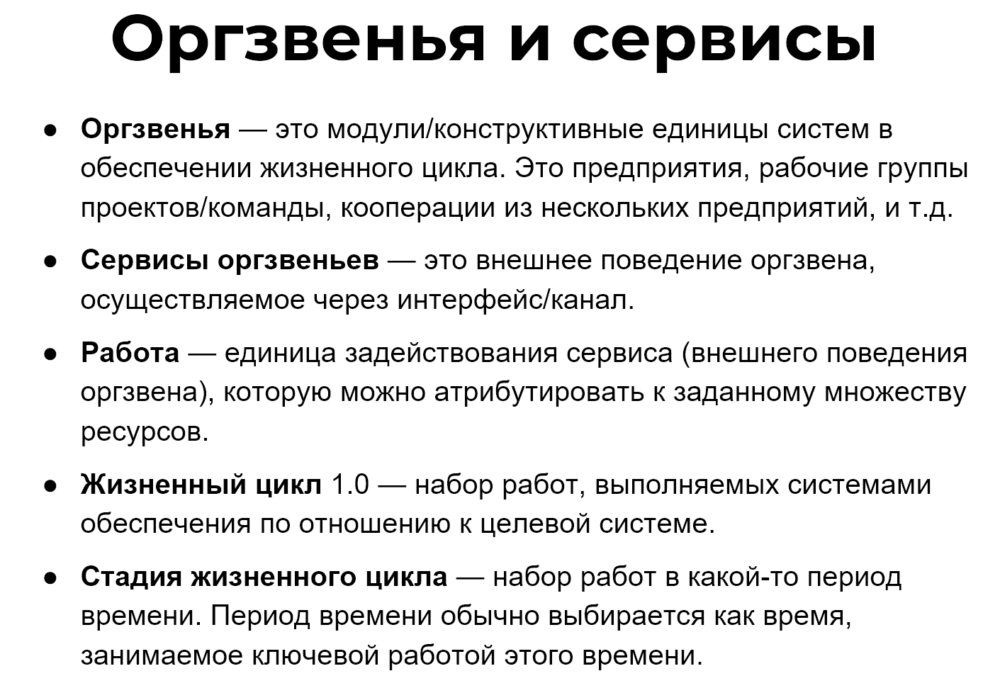 Оргзвенья и сервисы
● Оргзвенья — это модули/конструктивные единицы систем в
обеспечении жизненного цикла. Это предприятия, рабочие группы
проектов/команды, кооперации из нескольких предприятий, и т.д.
● Сервисы оргзвеньев — это внешнее поведение оргзвена,
осуществляемое через интерфейс/канал.
● Работа — единица задействования сервиса (внешнего поведения
оргзвена), которую можно атрибутировать к заданному множеству
ресурсов.
● Жизненный цикл 1.0 — набор работ, выполняемых системами
обеспечения по отношению к целевой системе.
● Стадия жизненного цикла — набор работ в какой-то период
времени. Период времени обычно выбирается как время,
занимаемое ключевой работой этого времени.